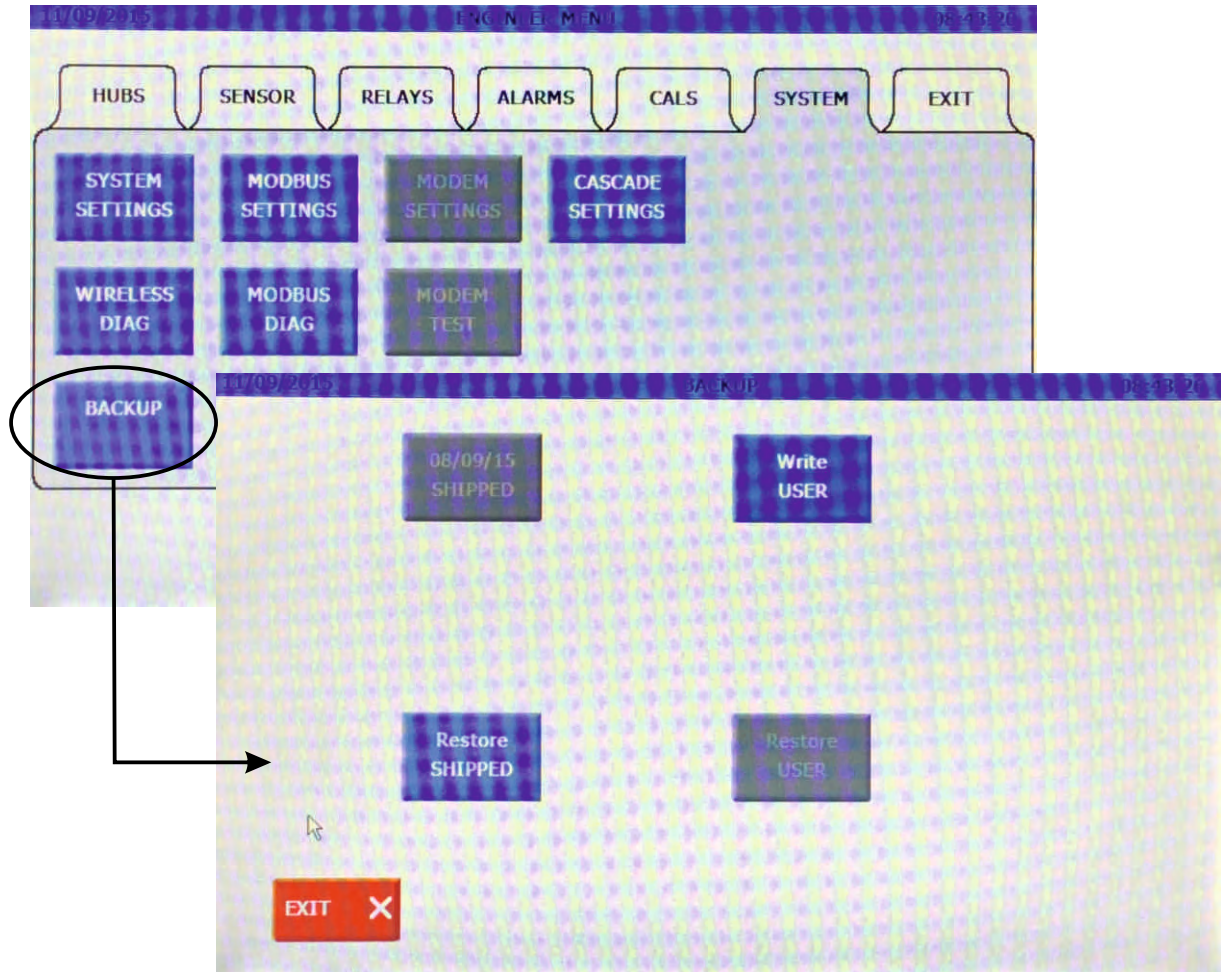 11/09/2015 ENGINEER MENU 08:43:20
HUBS SENSOR RELAYS ALARMS CALS SYSTEM EXIT
SYSTEM
SETTINGS
MODBUS
SETTINGS
MODEM
SETTINGS
CASCADE
SETTINGS
WIRELESS
DIAG
MODBUS
DIAG
MODEM
TEST
BACKUP
11/09/2015 BACKUP 08:43:26
08/09/15
SHIPPED
Write
USER
Restore
SHIPPED
Restore
USER
EXIT